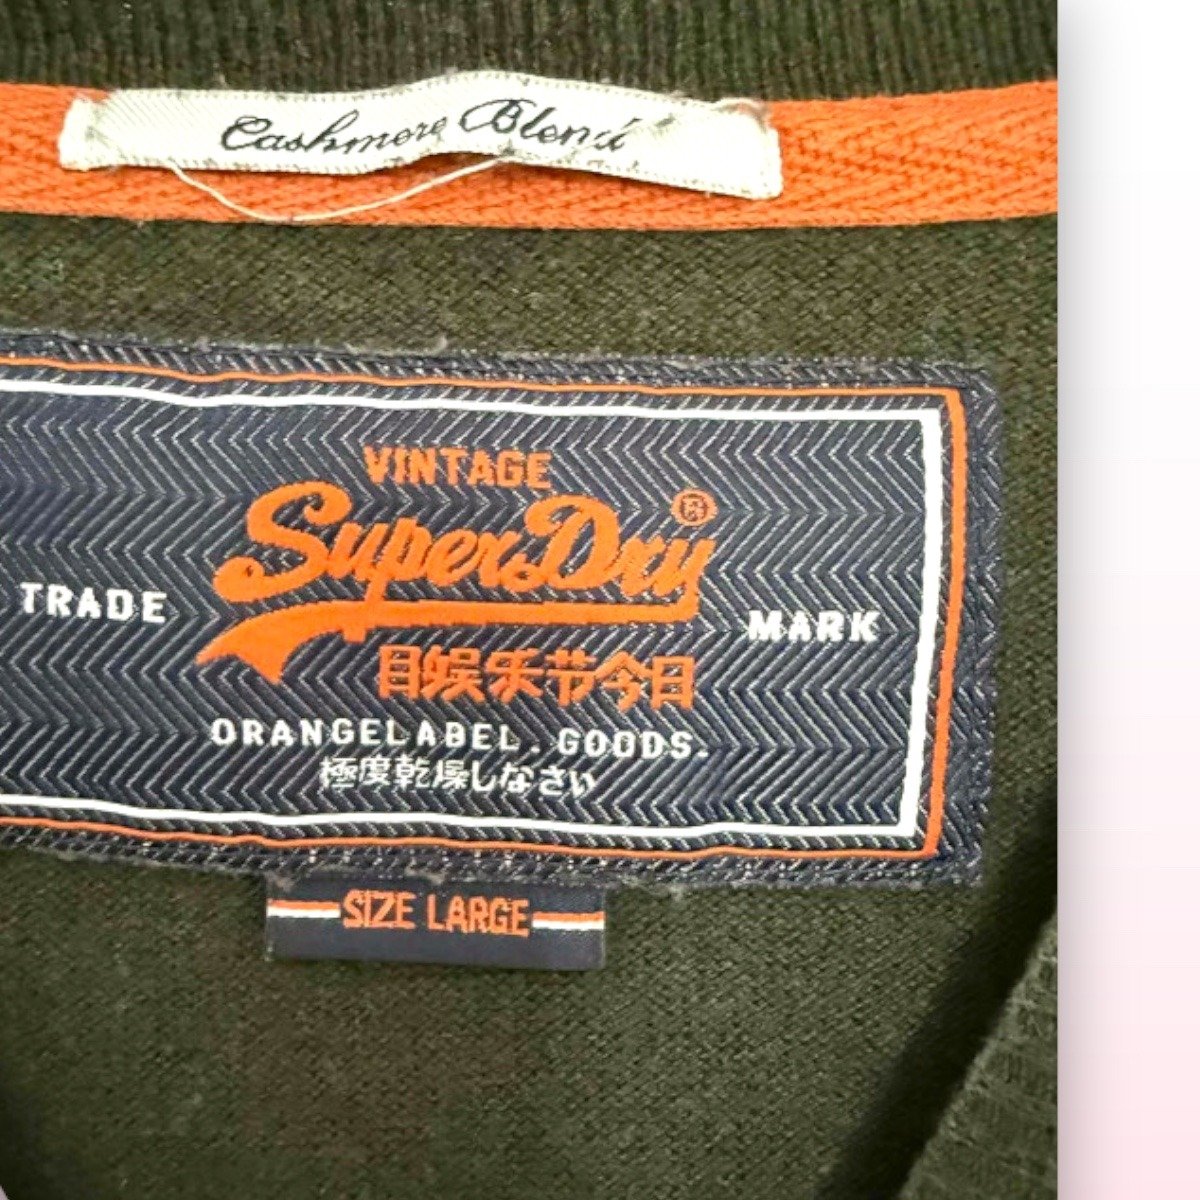 Cashmere Blend
VINTAGE
SuperDry ®
TRADE MARK
目娱乐节今日
ORANGELABEL.GOODS.
極度乾燥しなさい
SIZE LARGE